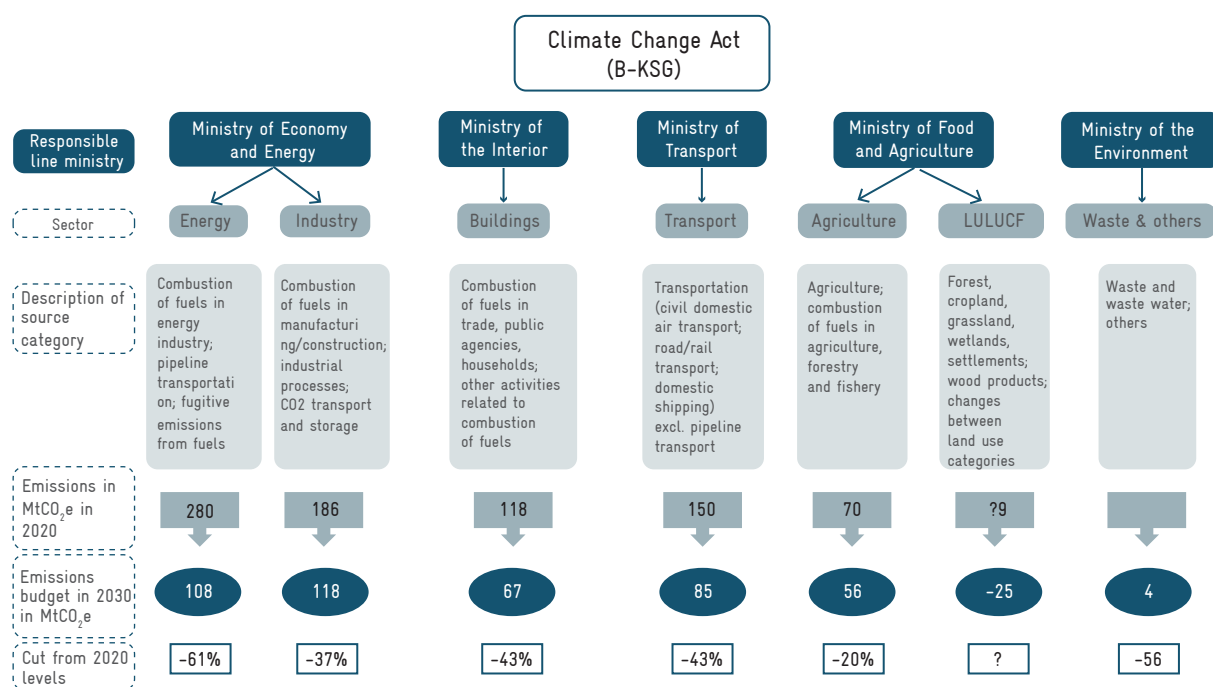 Climate Change Act
(B-KSG)
Responsible
line ministry
Ministry of Economy
and Energy
Ministry of
the Interior
Ministry of
Transport
Ministry of Food
and Agriculture
Ministry of the
Environment
Sector
Energy
Industry
Buildings
Transport
Agriculture
LULUCF
Waste & others
Description of
source
category
Combustion
of fuels in
energy
industry;
pipeline
transportati
on; fugitive
emissions
from fuels
Combustion
of fuels in
manufacturi
ng/construction;
industrial
processes;
CO2 transport
and storage
Combustion
of fuels in
trade, public
agencies,
households;
other activities
related to
combustion
of fuels
Transportation
(civil domestic
air transport;
road/rail
transport;
domestic
shipping)
excl. pipeline
transport
Agriculture;
combustion
of fuels in
agriculture,
forestry
and fishery
Forest,
cropland,
grassland,
wetlands,
settlements;
wood products;
changes
between
land use
categories
Waste and
waste water;
others
Emissions in
MtCO₂e in
2020
280
186
118
150
70
?9
Emissions
budget in 2030
in MtCO₂e
108
118
67
85
56
-25
4
Cut from 2020
levels
-61%
-37%
-43%
-43%
-20%
?
-56